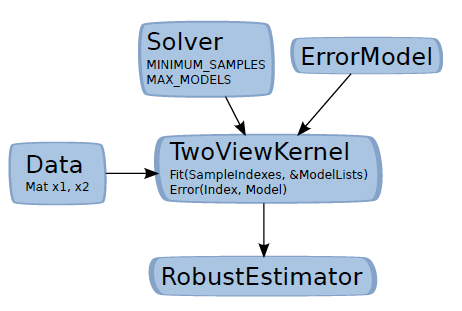 Solver
MINIMUM_SAMPLES
MAX_MODELS
ErrorModel
Data
Mat x1, x2
TwoViewKernel
Fit(SampleIndexes, &ModelLists)
Error(Index, Model)
RobustEstimator